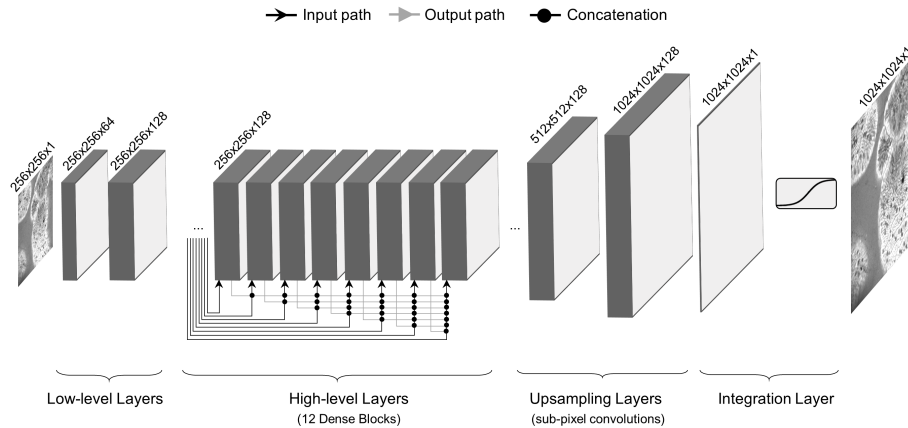 Input path
Output path
Concatenation
256x256x1
256x256x64
256x256x128
...
256x256x128
...
512x512x128
1024x1024x128
1024x1024x1
1024x1024x1
Low-level Layers
High-level Layers
(12 Dense Blocks)
Upsampling Layers
(sub-pixel convolutions)
Integration Layer